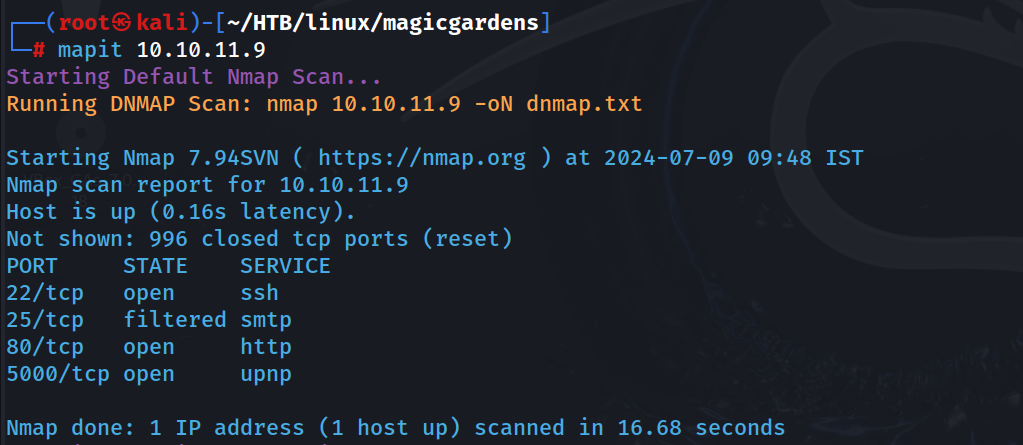 ┌──(root㉿kali)-[~/HTB/linux/magicgardens]
└─# mapit 10.10.11.9
Starting Default Nmap Scan...
Running DNMAP Scan: nmap 10.10.11.9 -oN dnmap.txt
Starting Nmap 7.94SVN ( https://nmap.org ) at 2024-07-09 09:48 IST
Nmap scan report for 10.10.11.9
Host is up (0.16s latency).
Not shown: 996 closed tcp ports (reset)
PORT     STATE    SERVICE
22/tcp   open     ssh
25/tcp   filtered smtp
80/tcp   open     http
5000/tcp open     upnp
Nmap done: 1 IP address (1 host up) scanned in 16.68 seconds